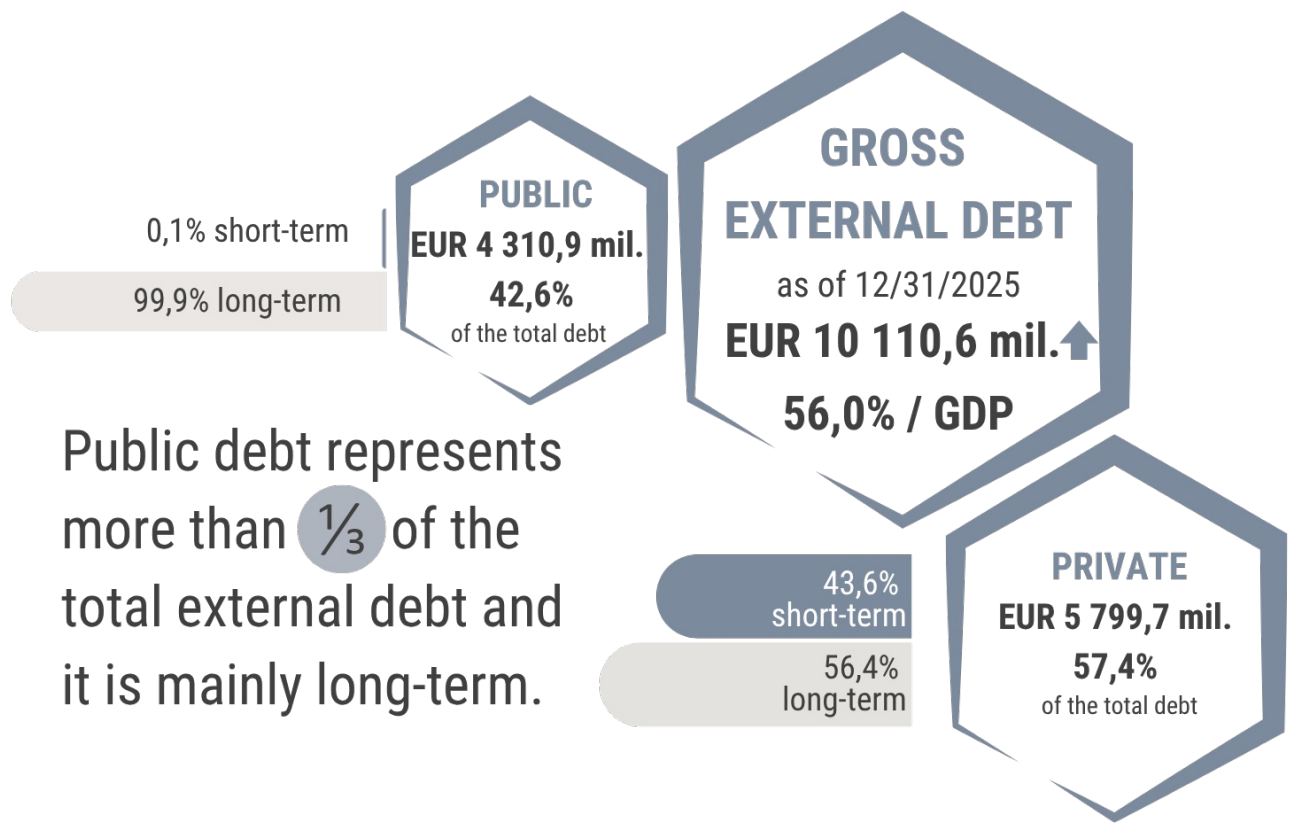 GROSS
EXTERNAL DEBT
as of 12/31/2025
EUR 10 110,6 mil.
56,0% / GDP
PUBLIC
EUR 4 310,9 mil.
42,6%
of the total debt
0,1% short-term
99,9% long-term
Public debt represents
more than ⅓ of the
total external debt and
it is mainly long-term.
PRIVATE
EUR 5 799,7 mil.
57,4%
of the total debt
43,6%
short-term
56,4%
long-term